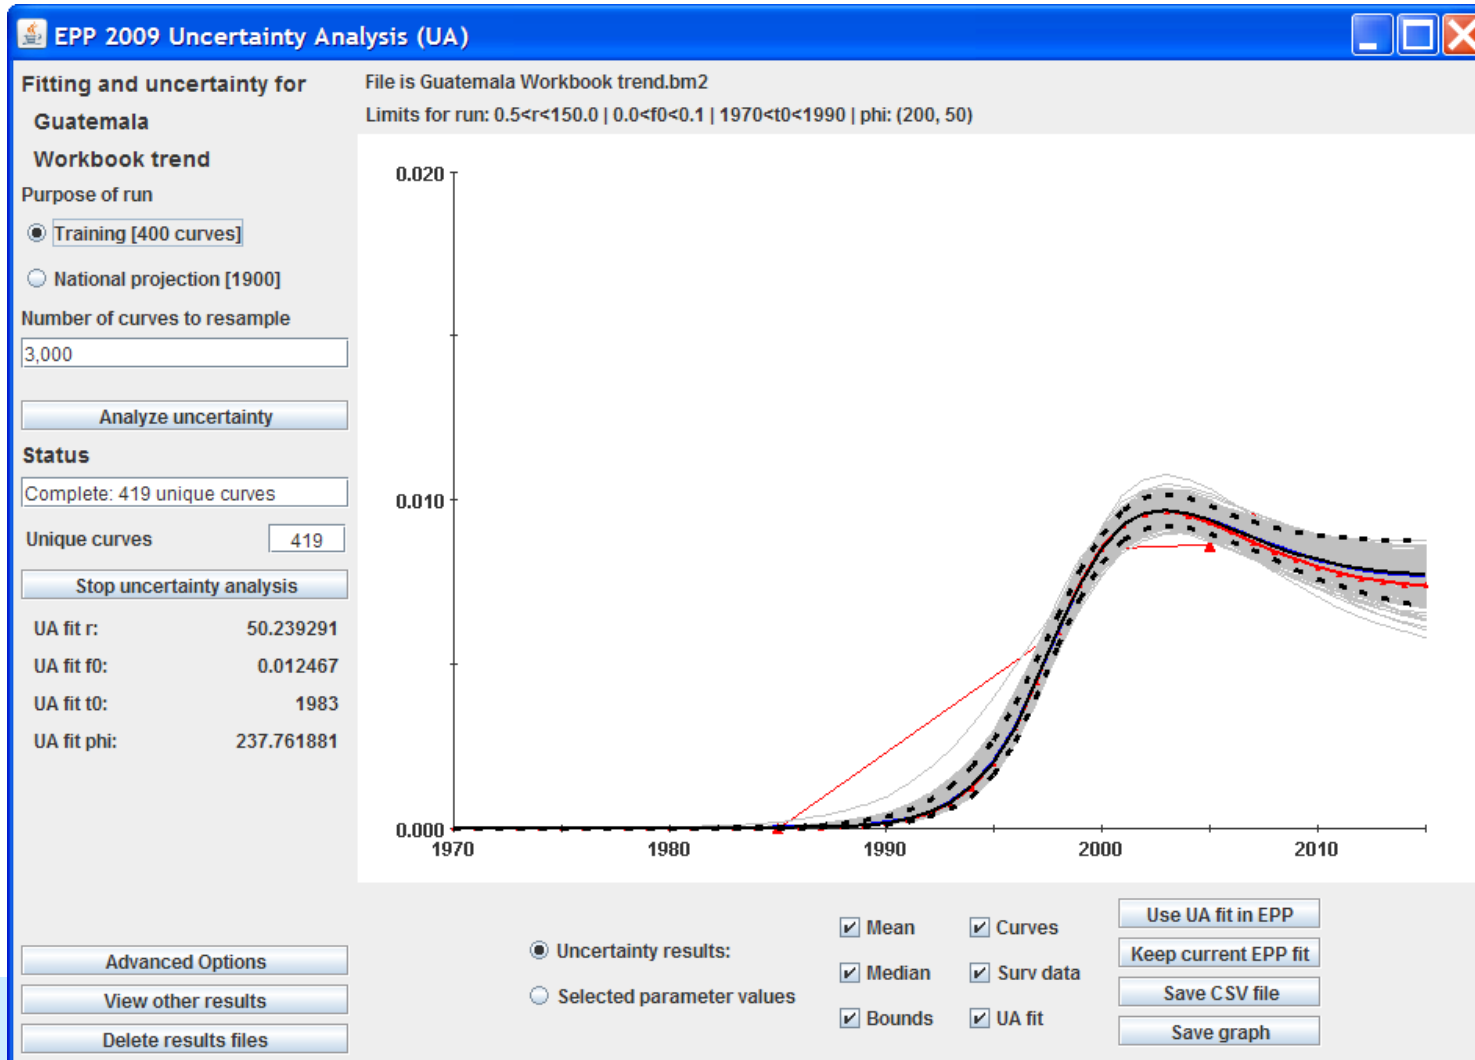 EPP 2009 Uncertainty Analysis (UA)
Fitting and uncertainty for
Guatemala
Workbook trend
Purpose of run
Training [400 curves]
National projection [1900]
Number of curves to resample
3,000
Analyze uncertainty
Status
Complete: 419 unique curves
Unique curves 419
Stop uncertainty analysis
UA fit r: 50.239291
UA fit f0: 0.012467
UA fit t0: 1983
UA fit phi: 237.761881
Advanced Options
View other results
Delete results files
File is Guatemala Workbook trend.bm2
Limits for run: 0.5<r<150.0 | 0.0<f0<0.1 | 1970<t0<1990 | phi: (200, 50)
0.020
0.010
0.000
1970 1980 1990 2000 2010
Uncertainty results:
Selected parameter values
Mean
Median
Bounds
Curves
Surv data
UA fit
Use UA fit in EPP
Keep current EPP fit
Save CSV file
Save graph